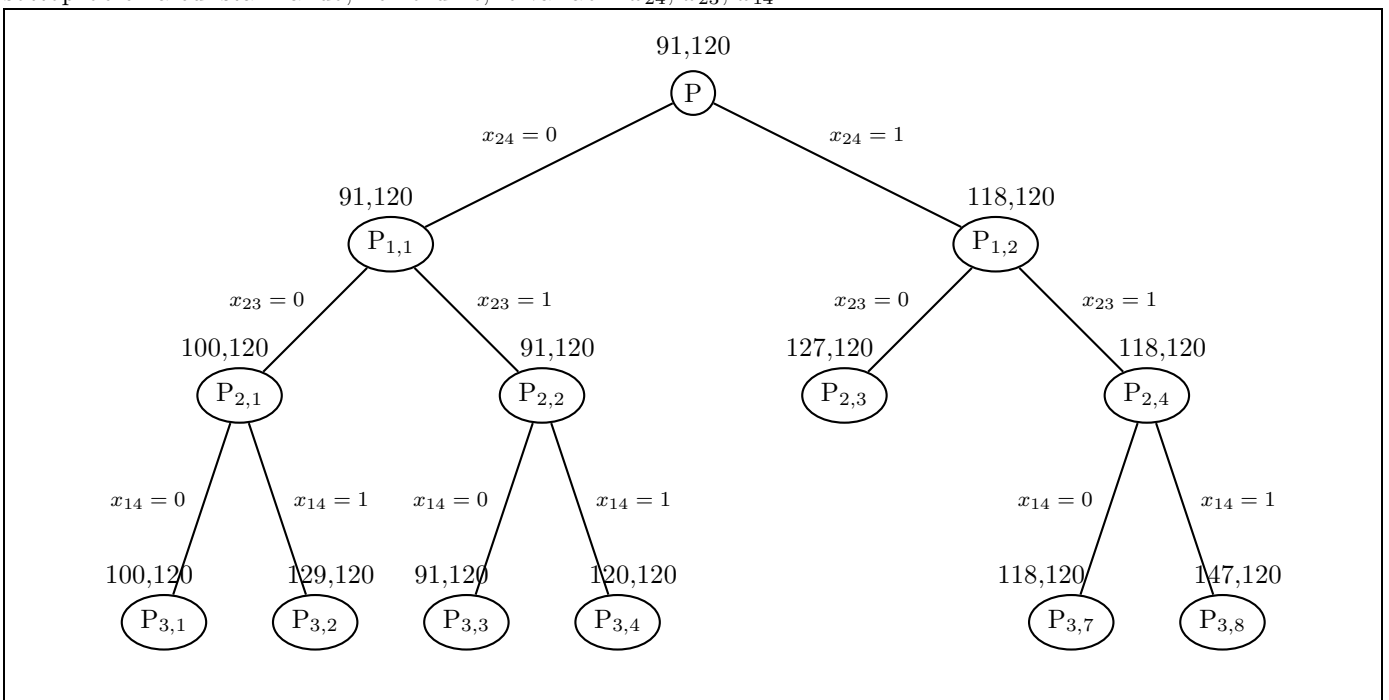 x₂₄, x₂₃, x₁₄
91,120
P
x₂₄ = 0 x₂₄ = 1
91,120 118,120
P₁,₁ P₁,₂
x₂₃ = 0 x₂₃ = 1 x₂₃ = 0 x₂₃ = 1
100,120 91,120 127,120 118,120
P₂,₁ P₂,₂ P₂,₃ P₂,₄
x₁₄ = 0 x₁₄ = 1 x₁₄ = 0 x₁₄ = 1 x₁₄ = 0 x₁₄ = 1
100,120 129,120 91,120 120,120 118,120 147,120
P₃,₁ P₃,₂ P₃,₃ P₃,₄ P₃,₇ P₃,₈